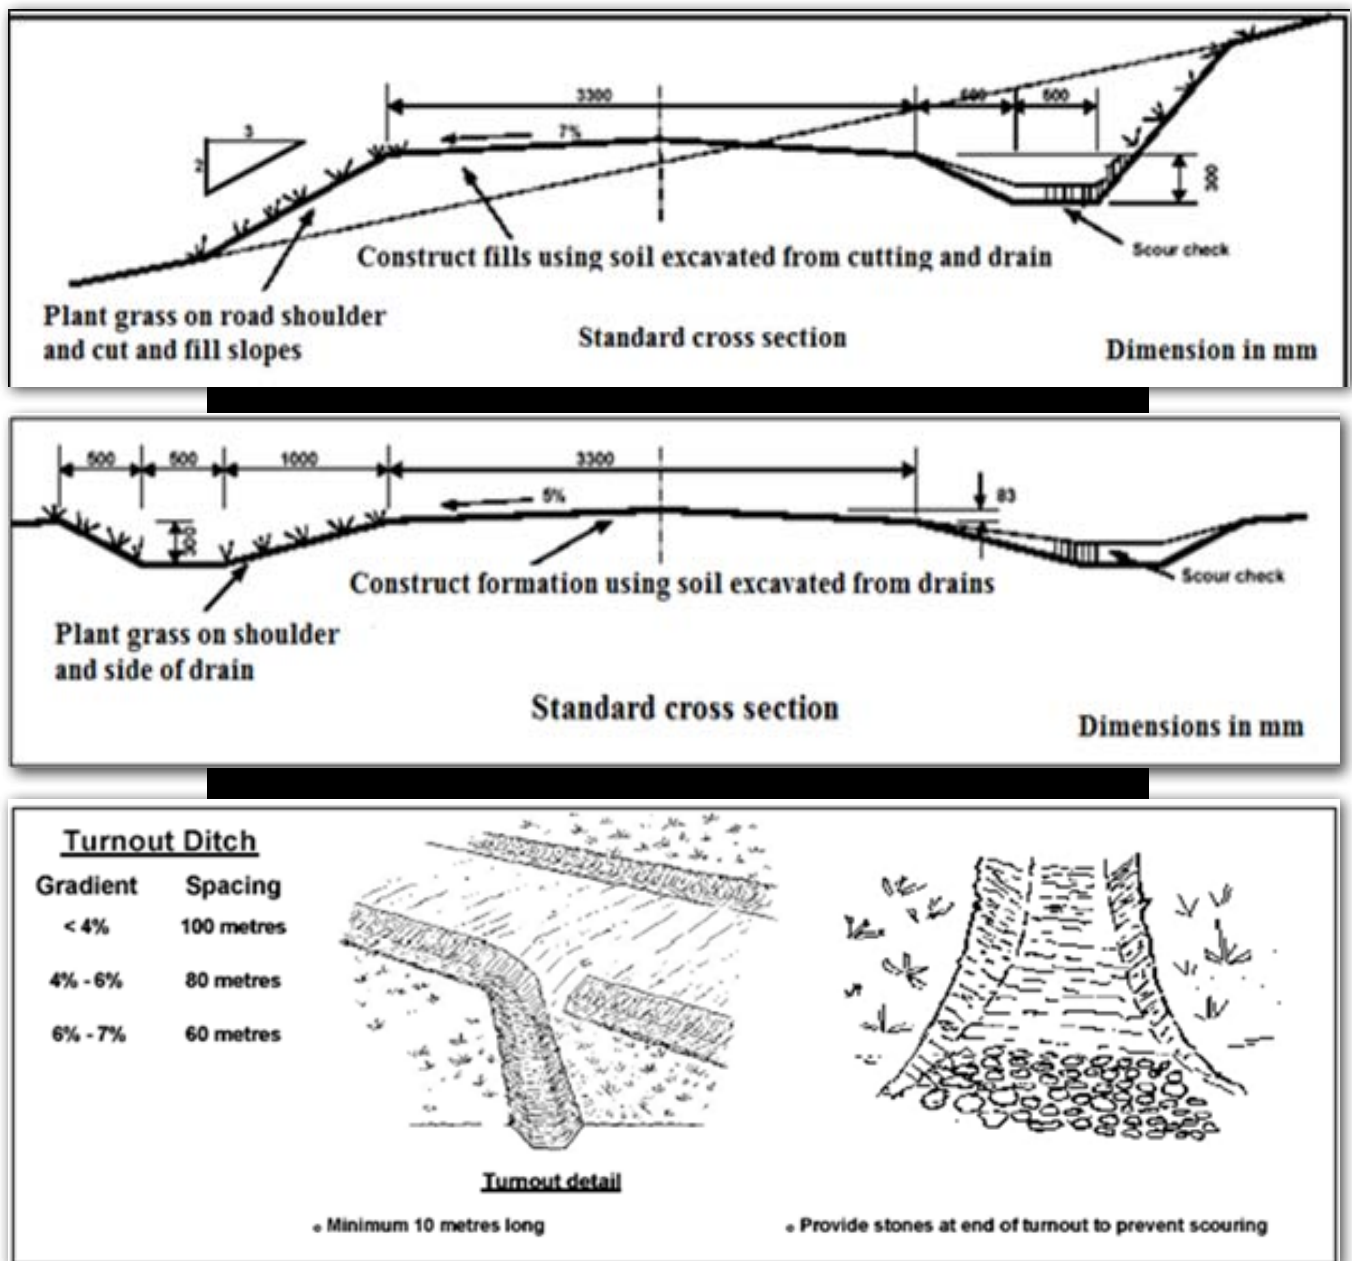 3300
600
500
3
7%
2
300
Construct fills using soil excavated from cutting and drain
Scour check
Plant grass on road shoulder
and cut and fill slopes
Standard cross section
Dimension in mm
500
500
1000
3300
5%
83
300
Construct formation using soil excavated from drains
Scour check
Plant grass on shoulder
and side of drain
Standard cross section
Dimensions in mm
Turnout Ditch
Gradient Spacing
< 4% 100 metres
4% - 6% 80 metres
6% - 7% 60 metres
Turnout detail
Minimum 10 metres long
Provide stones at end of turnout to prevent scouring